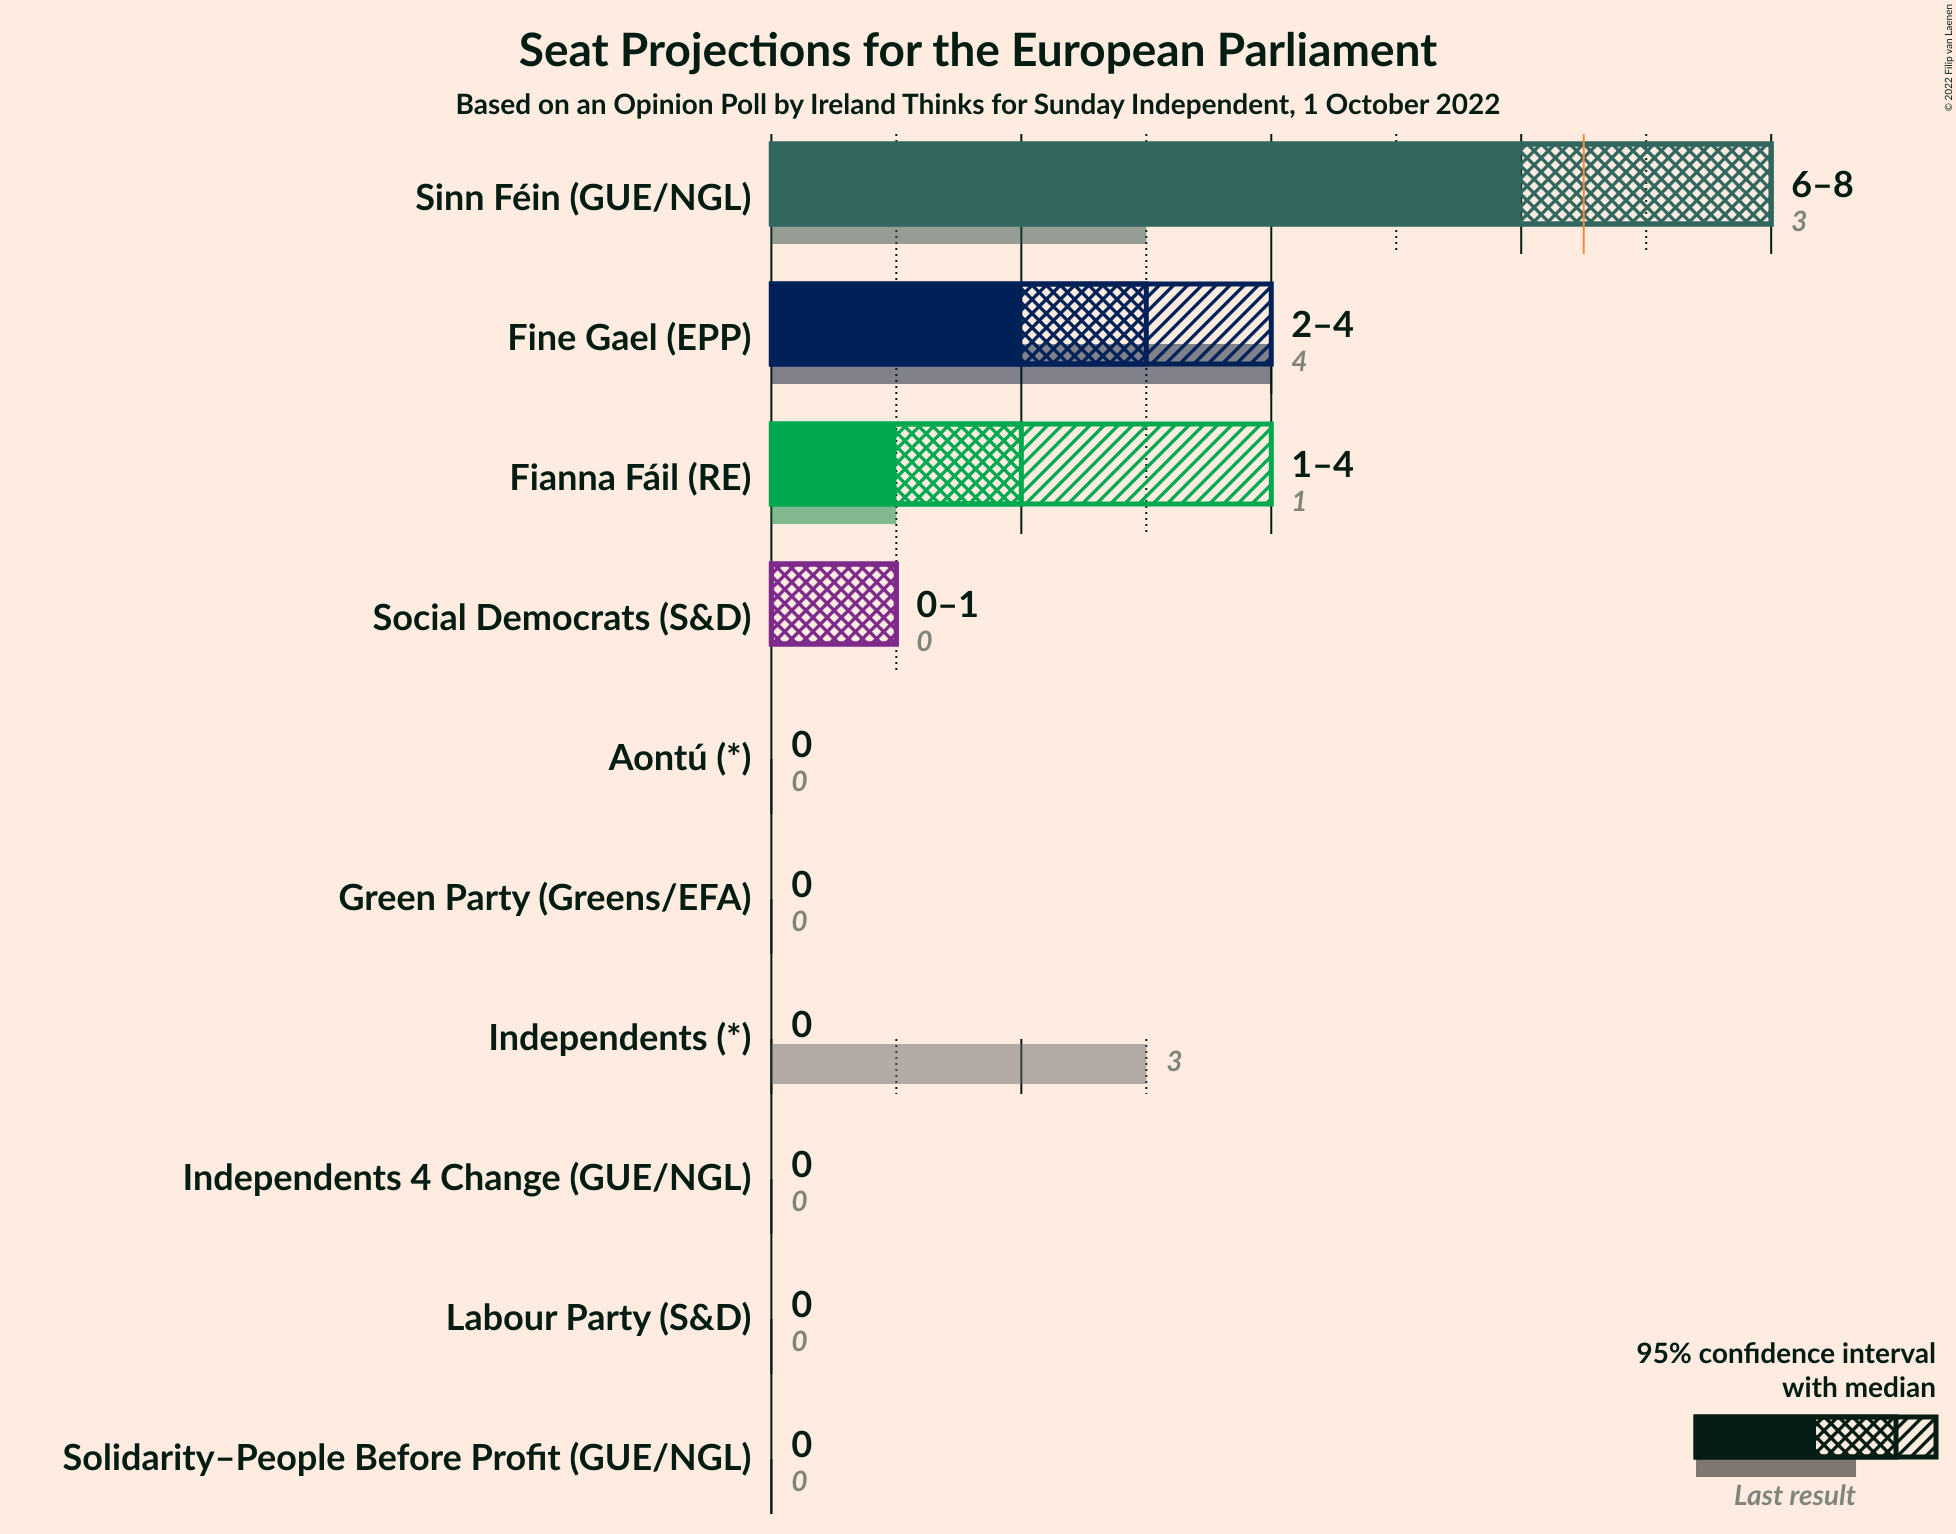 Seat Projections for the European Parliament
Based on an Opinion Poll by Ireland Thinks for Sunday Independent, 1 October 2022
© 2022 Filip van Laenen
Sinn Féin (GUE/NGL)
6–8
3
Fine Gael (EPP)
2–4
4
Fianna Fáil (RE)
1–4
1
Social Democrats (S&D)
0–1
0
Aontú (*)
0
0
Green Party (Greens/EFA)
0
0
Independents (*)
0
3
Independents 4 Change (GUE/NGL)
0
0
Labour Party (S&D)
0
0
Solidarity–People Before Profit (GUE/NGL)
0
0
95% confidence interval
with median
Last result